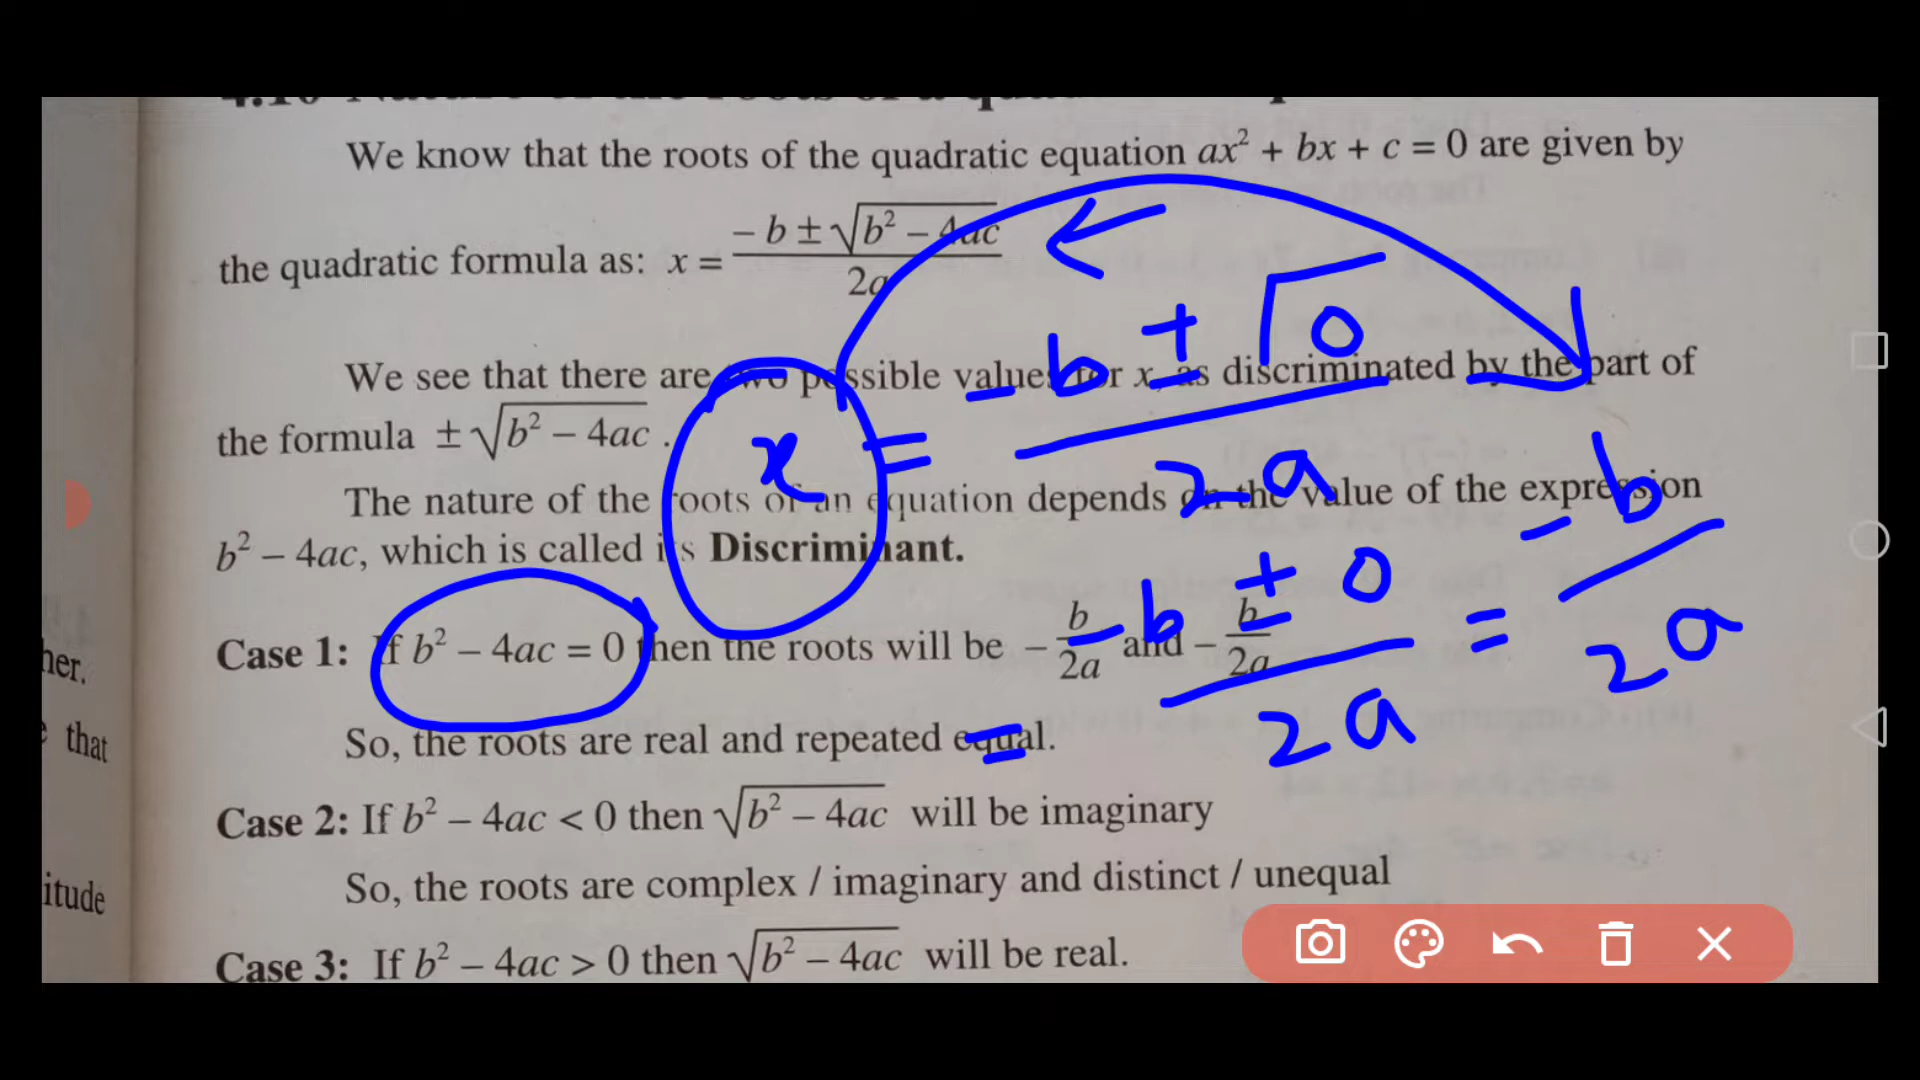 We know that the roots of the quadratic equation ax² + bx + c = 0 are given by
the quadratic formula as: x = (– b ± √(b² – 4ac)) / 2a
x = (– b ± √0) / 2a
We see that there are two possible values for x, as discriminated by the part of
the formula ± √(b² – 4ac) .
The nature of the roots of an equation depends on the value of the expression
b² – 4ac, which is called its Discriminant.
(– b ± 0) / 2a = – b / 2a
Case 1: If b² – 4ac = 0 then the roots will be – b/2a and – b/2a
So, the roots are real and repeated equal.
Case 2: If b² – 4ac < 0 then √(b² – 4ac) will be imaginary
So, the roots are complex / imaginary and distinct / unequal
Case 3: If b² – 4ac > 0 then √(b² – 4ac) will be real.
her.
that
itude